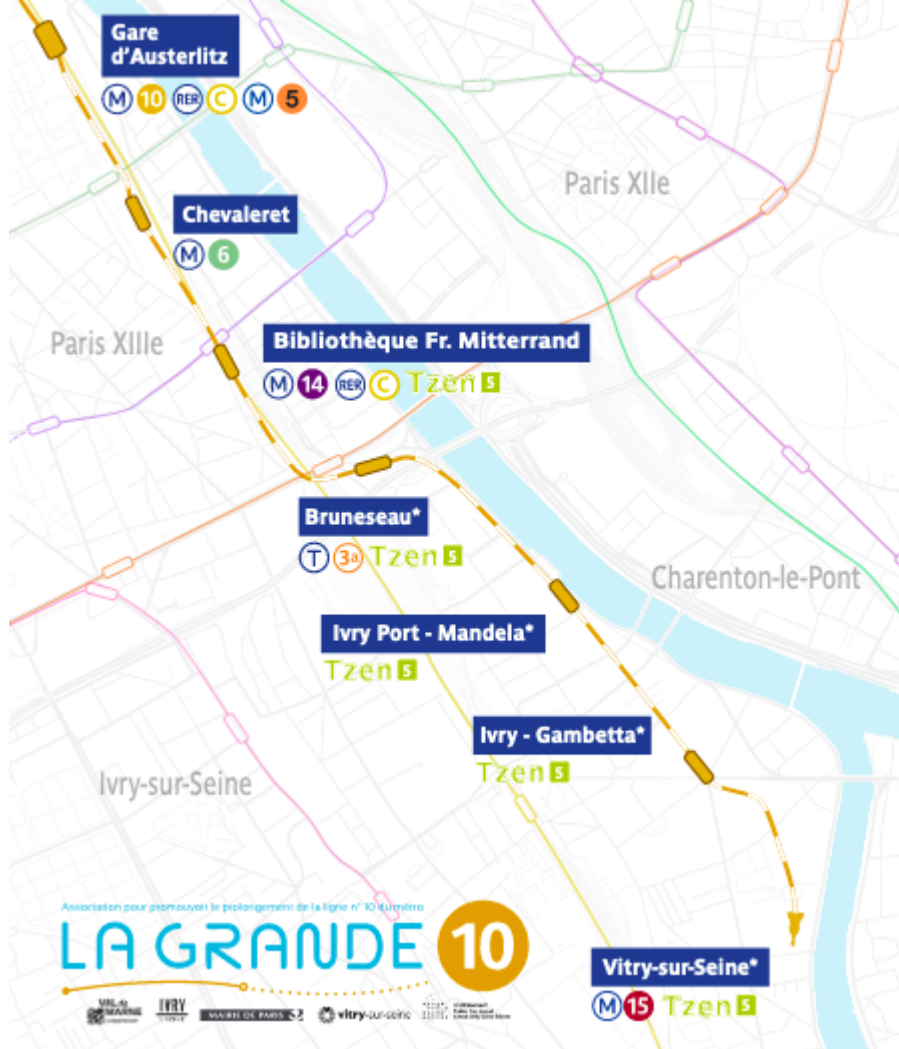 Gare
d'Austerlitz
M 10 RER C M 5
Paris XIIe
Chevaleret
M 6
Paris XIIIe
Bibliothèque Fr. Mitterrand
M 14 RER C Tzen 5
Bruneseau*
T 3a Tzen 5
Charenton-le-Pont
Ivry Port - Mandela*
Tzen 5
Ivry - Gambetta*
Tzen 5
Ivry-sur-Seine
Association pour promouvoir le prolongement de la ligne n° 10 du métro
LA GRANDE 10
Vitry-sur-Seine*
M 15 Tzen 5
VAL de
MARNE
IVRY
MAIRIE DE PARIS
vitry-sur-seine